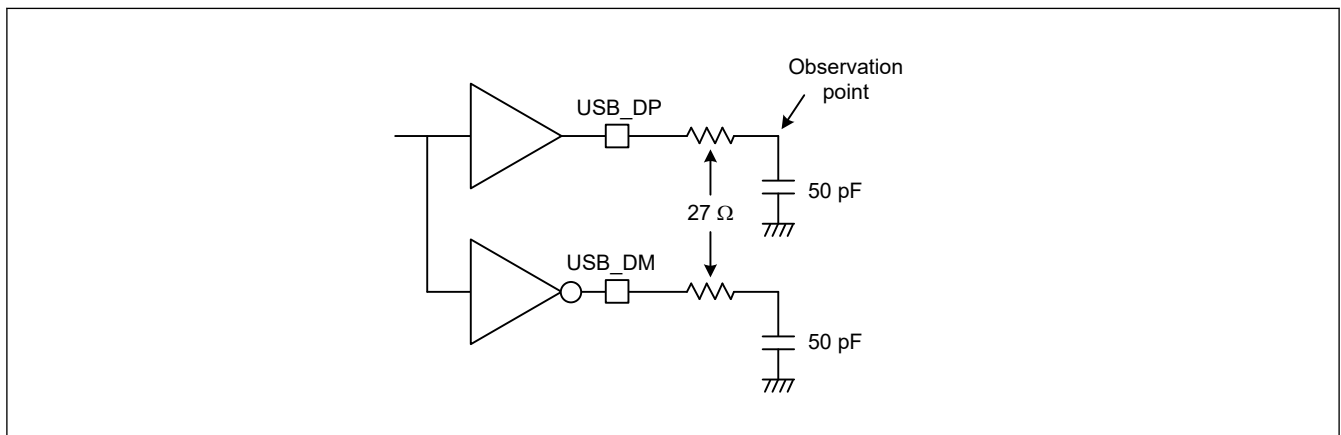 Observation
point
USB_DP
50 pF
27 Ω
USB_DM
50 pF